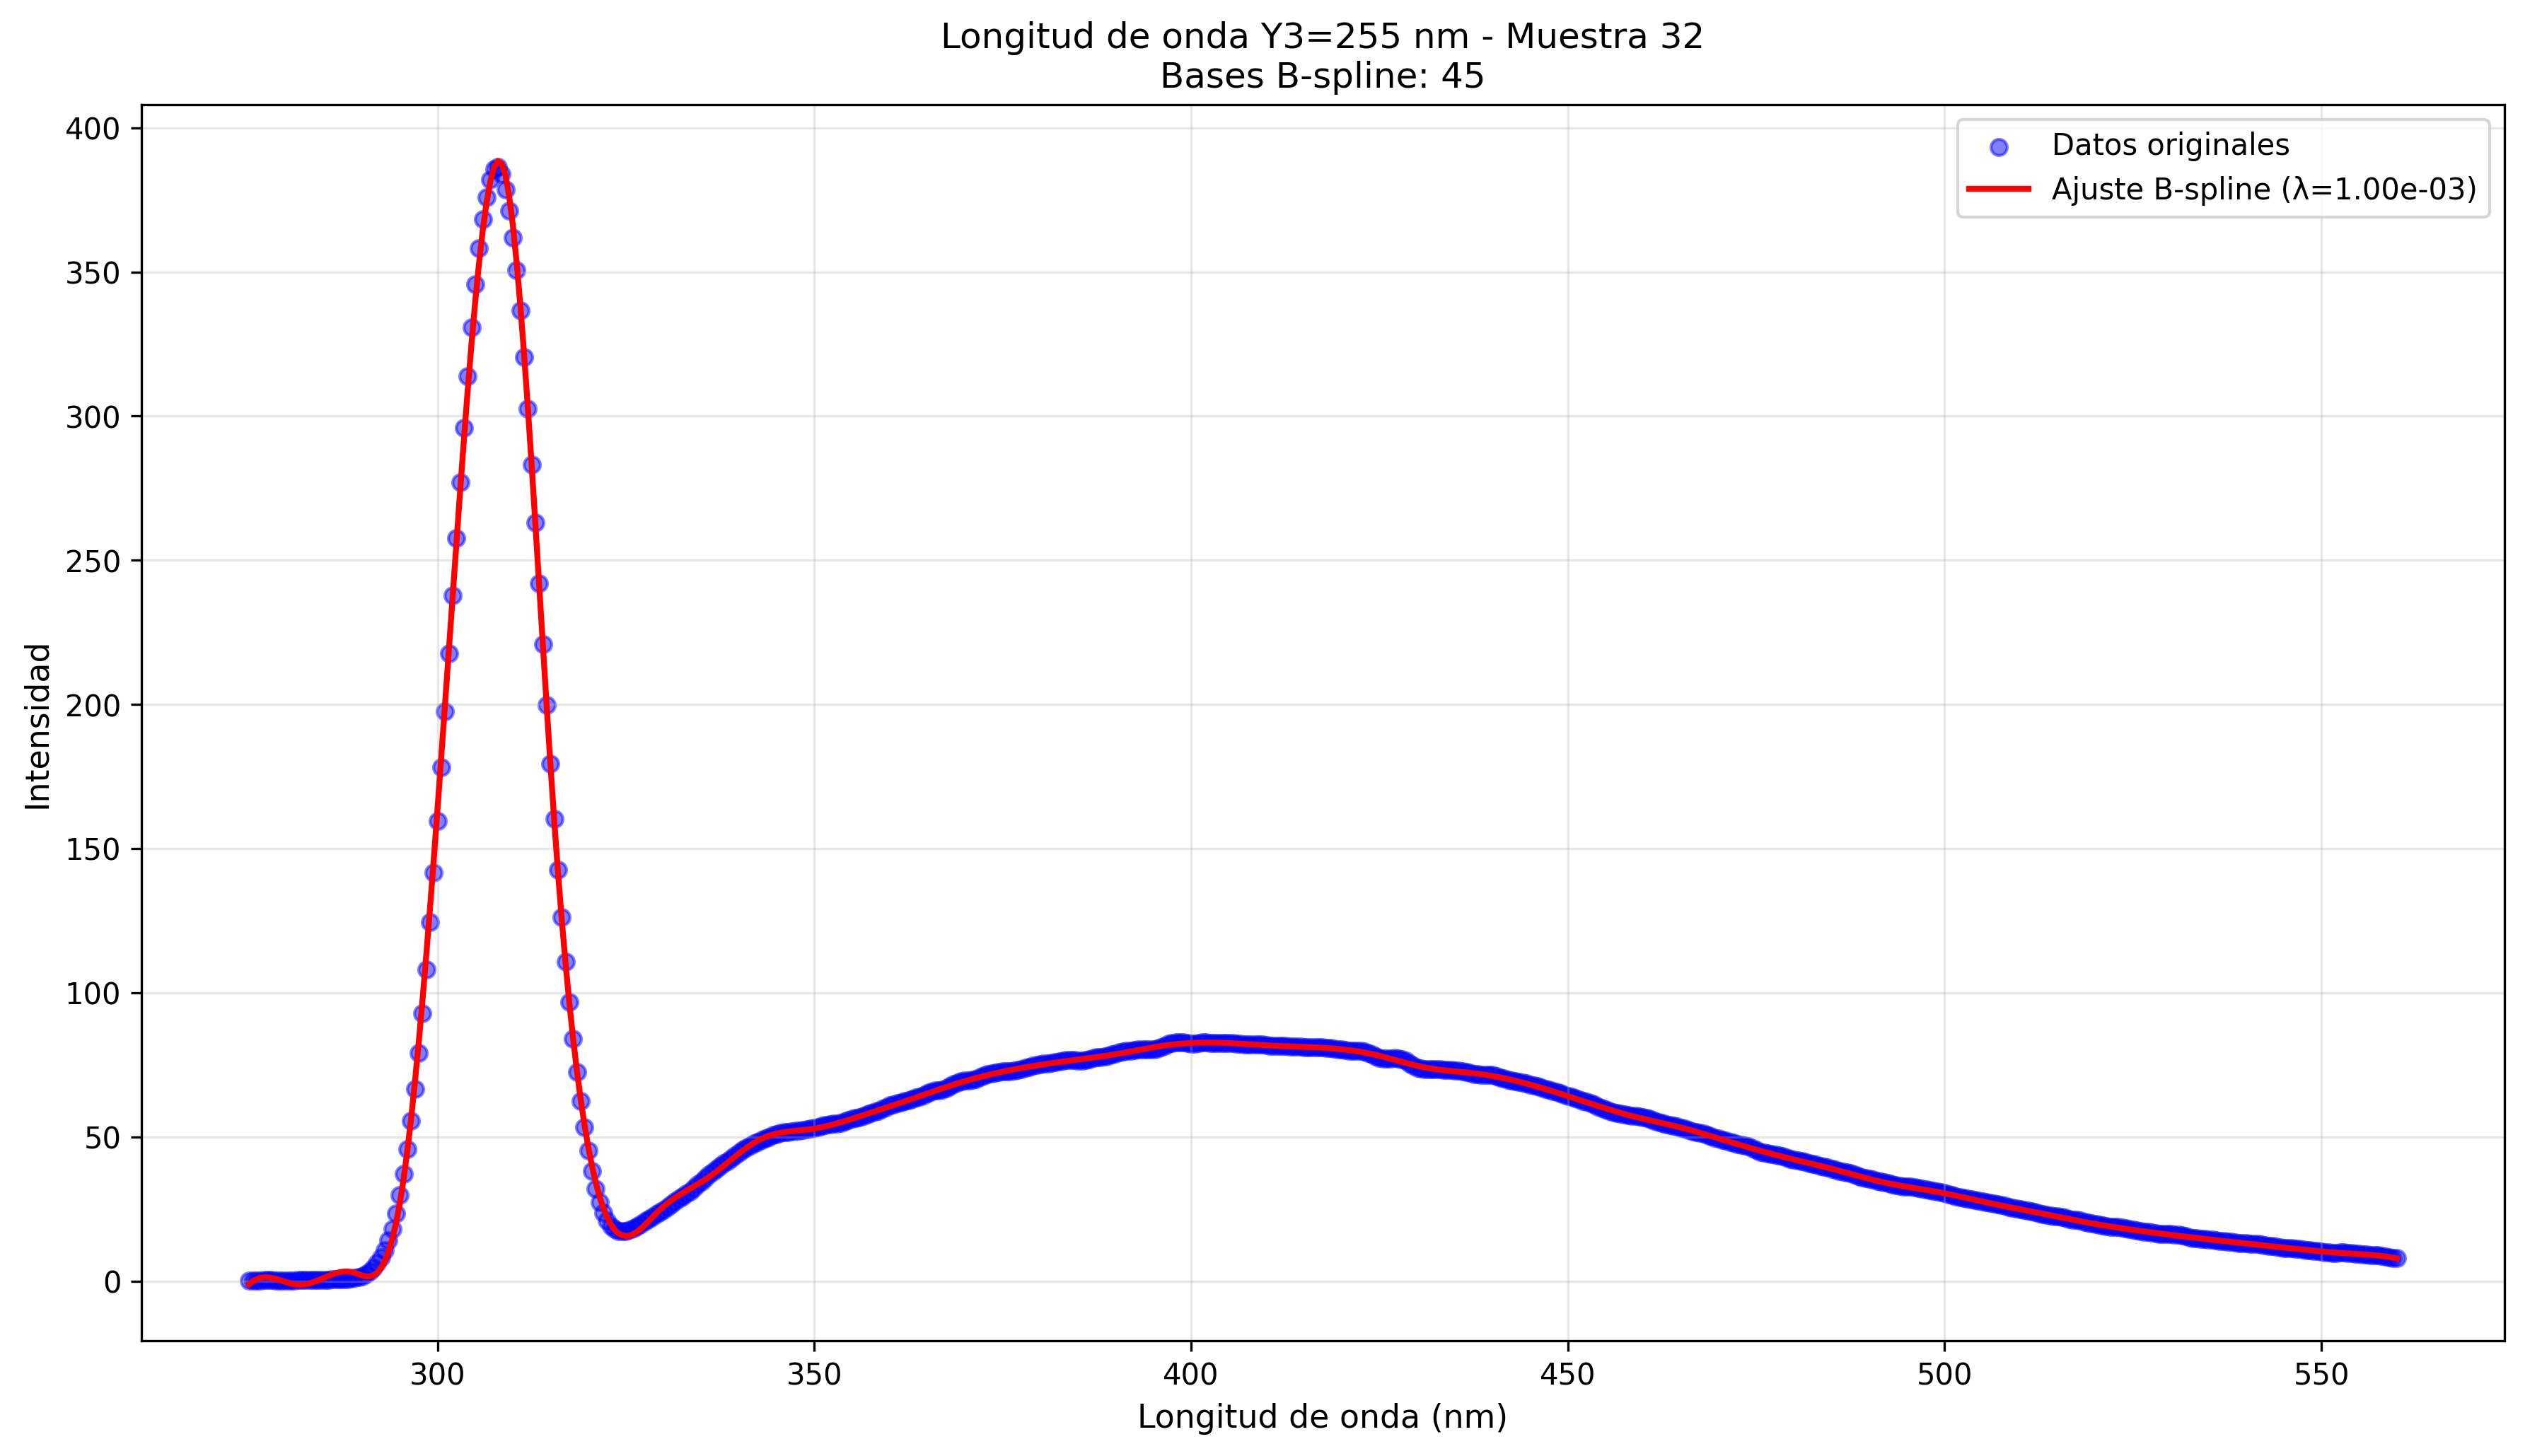 Longitud de onda Y3=255 nm - Muestra 32
Bases B-spline: 45
Datos originales
Ajuste B-spline (λ=1.00e-03)
Intensidad
400
350
300
250
200
150
100
50
0
300
350
400
450
500
550
Longitud de onda (nm)